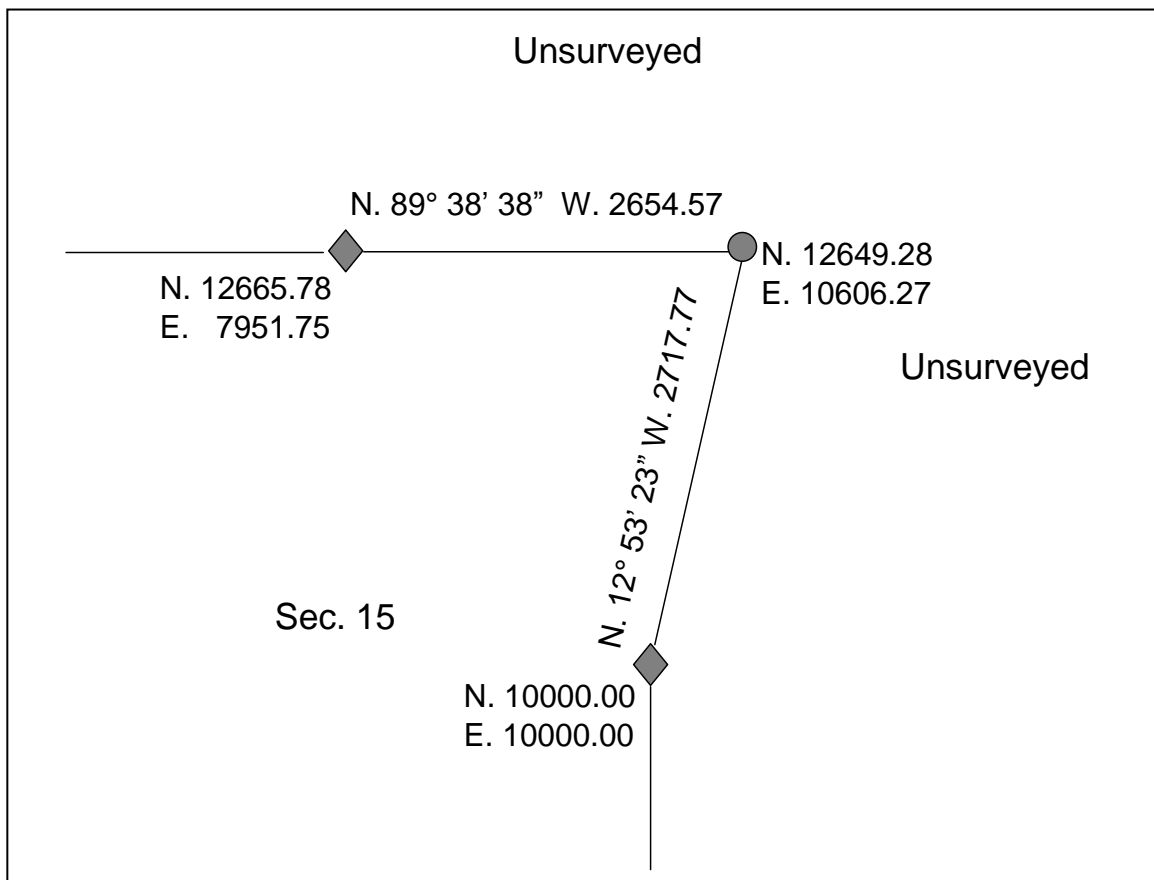 Unsurveyed
N. 89° 38’ 38” W. 2654.57
N. 12649.28
E. 10606.27
N. 12665.78
E. 7951.75
N. 12° 53’ 23” W. 2717.77
Unsurveyed
Sec. 15
N. 10000.00
E. 10000.00